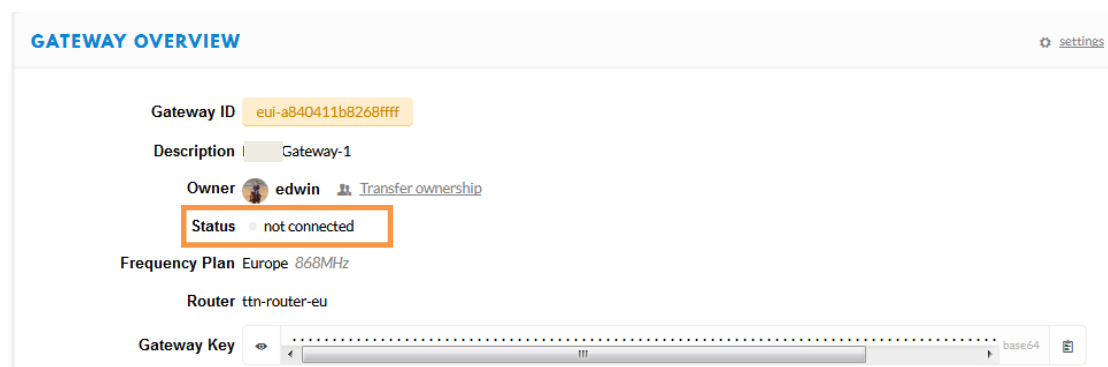 GATEWAY OVERVIEW
settings
Gateway ID eui-a840411b8268ffff
Description Gateway-1
Owner edwin Transfer ownership
Status not connected
Frequency Plan Europe 868MHz
Router ttn-router-eu
Gateway Key base64